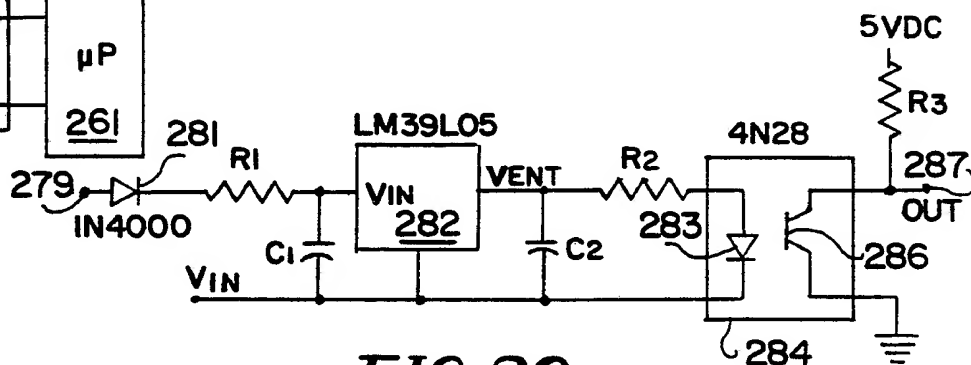 5VDC
μP
261
R3
281
LM39L05
4N28
R1
R2
287
279
VIN
VENT
OUT
IN4000
282
283
286
C1
C2
VIN
284